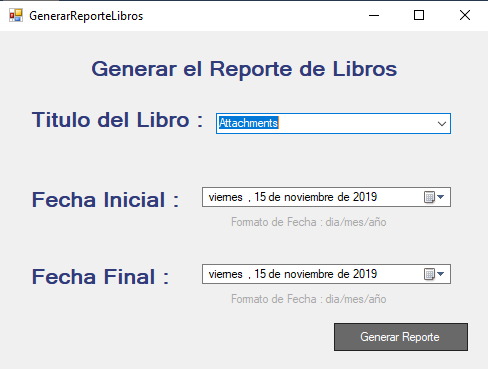 GenerarReporteLibros
Generar el Reporte de Libros
Titulo del Libro :
Attachments
Fecha Inicial :
viernes , 15 de noviembre de 2019
Formato de Fecha : dia/mes/año
Fecha Final :
viernes , 15 de noviembre de 2019
Formato de Fecha : dia/mes/año
Generar Reporte